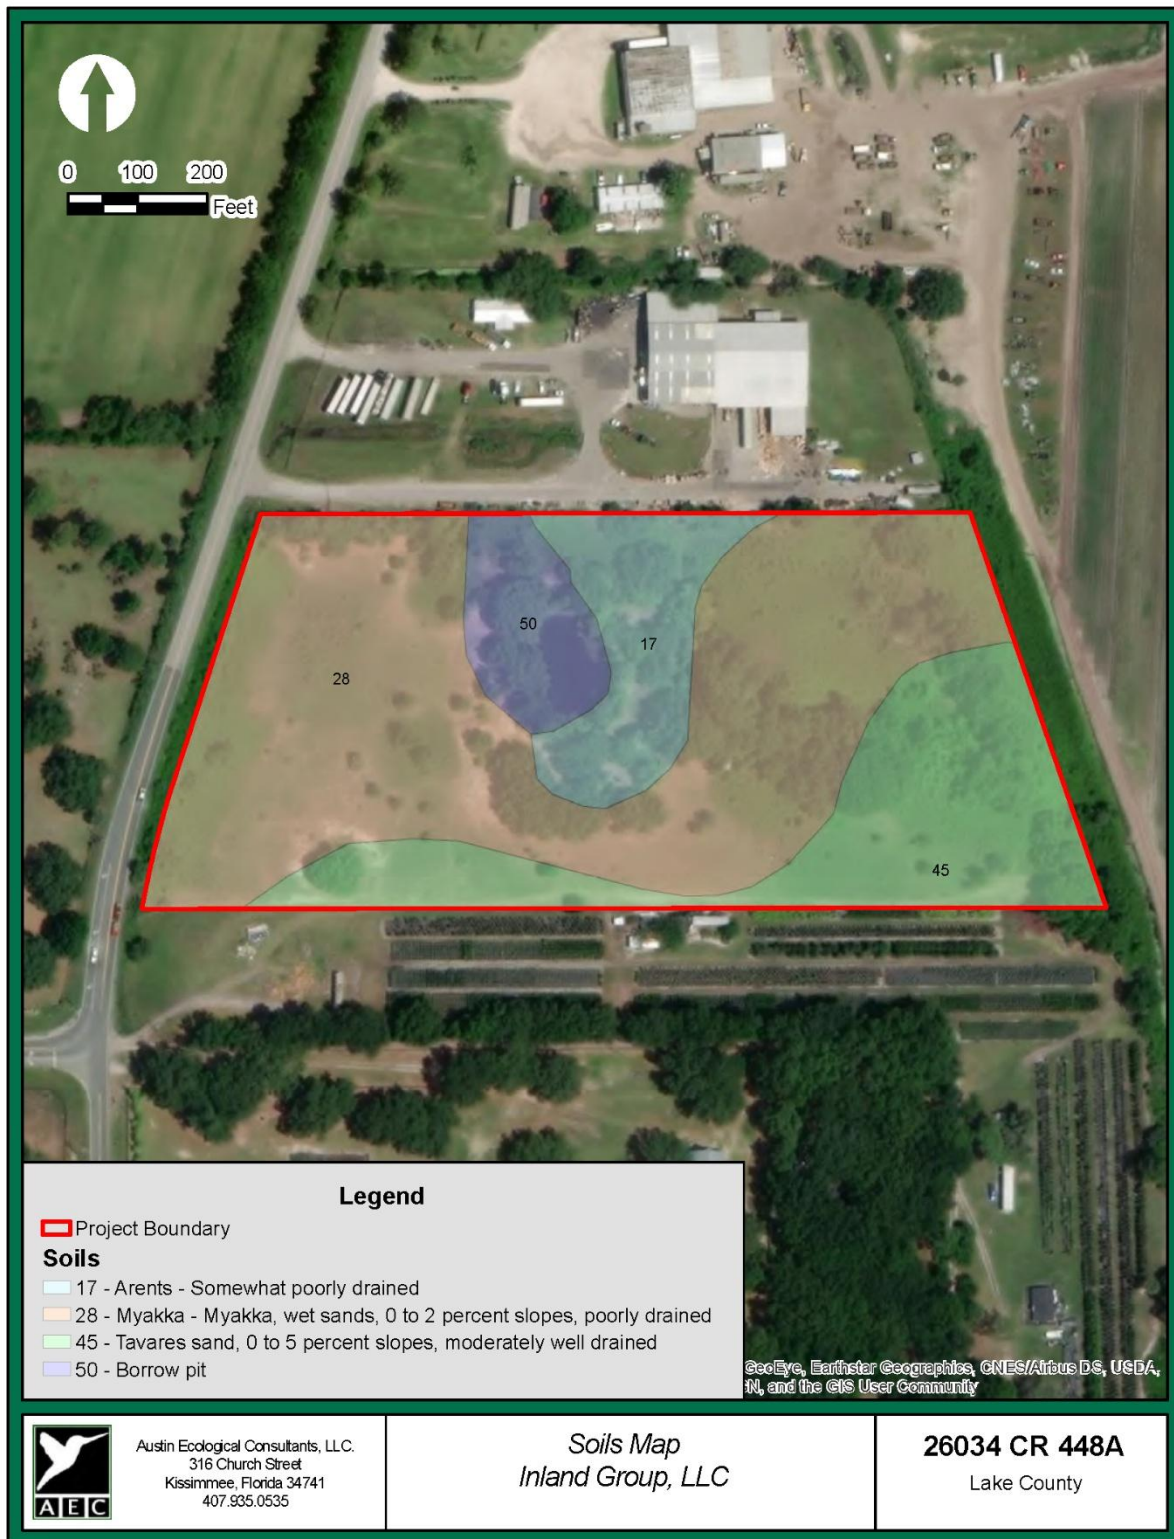 0 100 200
Feet
50
17
28
45
Legend
Project Boundary
Soils
17 - Arents - Somewhat poorly drained
28 - Myakka - Myakka, wet sands, 0 to 2 percent slopes, poorly drained
45 - Tavares sand, 0 to 5 percent slopes, moderately well drained
50 - Borrow pit
GeoEye, Earthstar Geographics, CNES/Airbus DS, USDA,
and the GIS User Community
AEC
Austin Ecological Consultants, LLC.
316 Church Street
Kissimmee, Florida 34741
407.935.0535
Soils Map
Inland Group, LLC
26034 CR 448A
Lake County